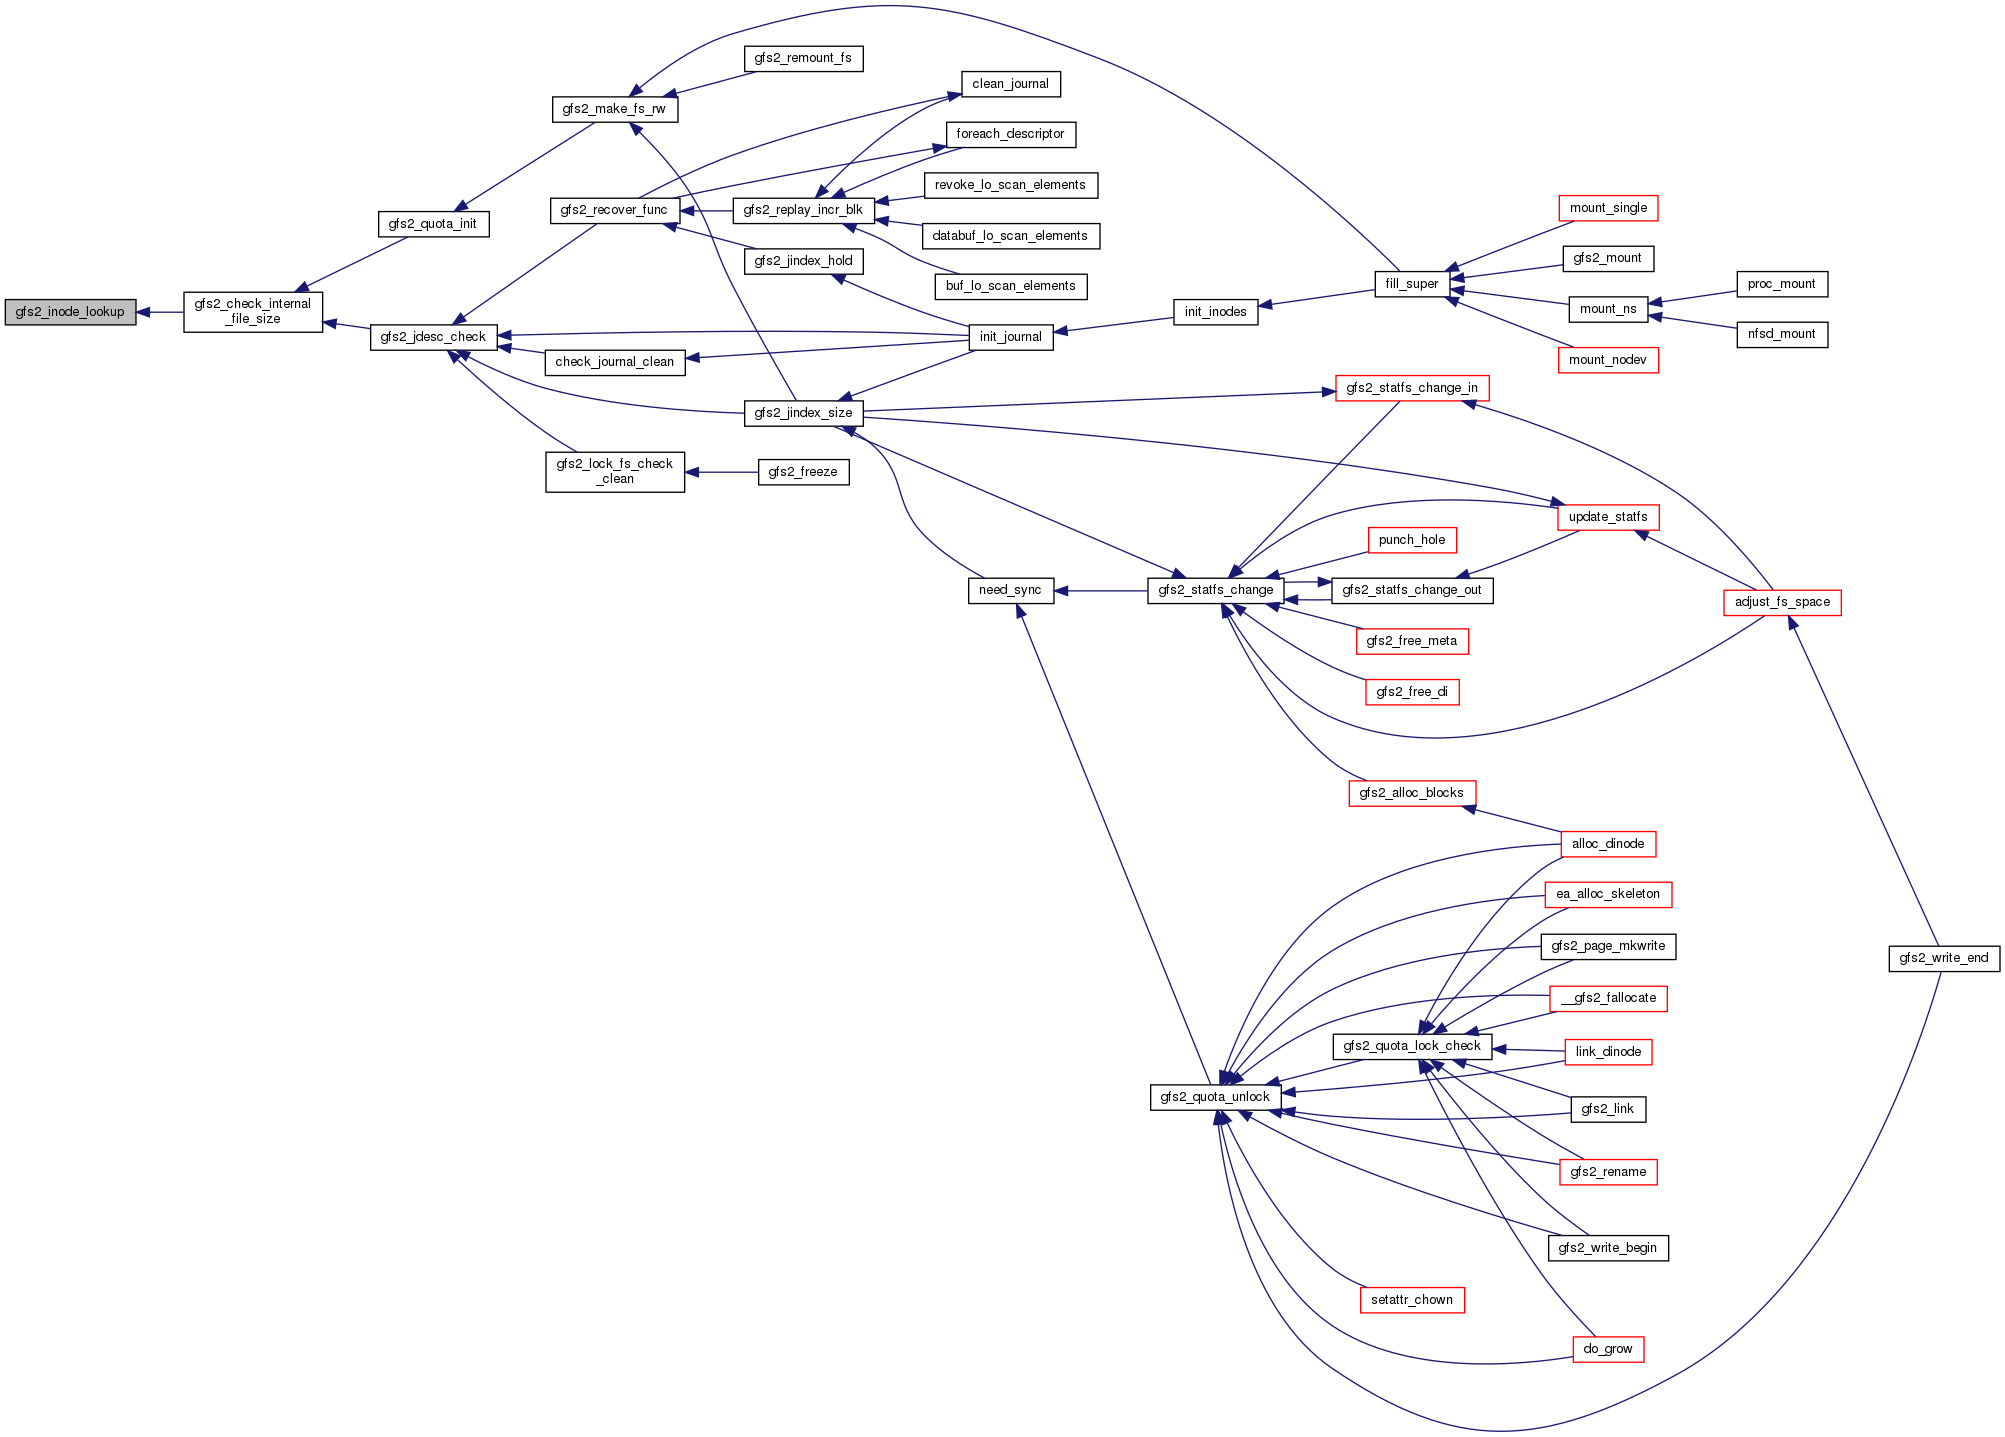 gfs2_inode_lookup
gfs2_check_internal
_file_size
gfs2_quota_init
gfs2_jdesc_check
gfs2_make_fs_rw
gfs2_recover_func
check_journal_clean
gfs2_lock_fs_check
_clean
gfs2_remount_fs
gfs2_replay_incr_blk
gfs2_jindex_hold
gfs2_jindex_size
gfs2_freeze
clean_journal
foreach_descriptor
revoke_lo_scan_elements
databuf_lo_scan_elements
buf_lo_scan_elements
init_journal
need_sync
init_inodes
gfs2_statfs_change
gfs2_quota_unlock
fill_super
gfs2_statfs_change_in
punch_hole
gfs2_statfs_change_out
gfs2_free_meta
gfs2_free_di
gfs2_alloc_blocks
gfs2_quota_lock_check
setattr_chown
mount_single
gfs2_mount
mount_ns
mount_nodev
update_statfs
alloc_dinode
ea_alloc_skeleton
gfs2_page_mkwrite
__gfs2_fallocate
link_dinode
gfs2_link
gfs2_rename
gfs2_write_begin
do_grow
proc_mount
nfsd_mount
adjust_fs_space
gfs2_write_end